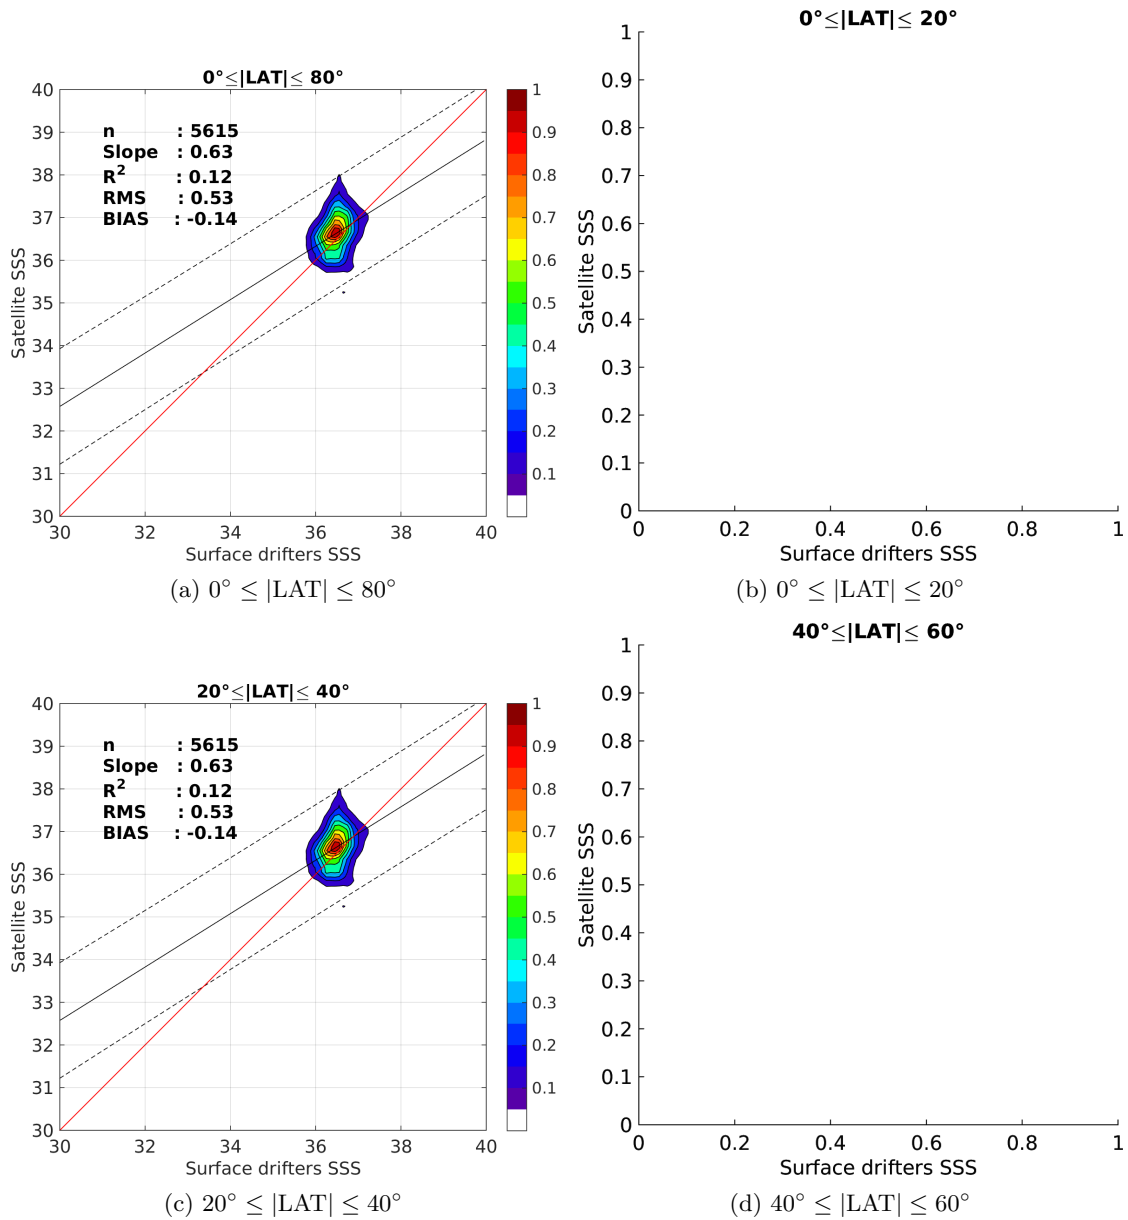 0°≤|LAT|≤ 80°
n : 5615
Slope : 0.63
R² : 0.12
RMS : 0.53
BIAS : -0.14
40
39
38
37
36
35
34
33
32
31
30
Satellite SSS
30 32 34 36 38 40
Surface drifters SSS
1
0.9
0.8
0.7
0.6
0.5
0.4
0.3
0.2
0.1
(a) 0° ≤ |LAT| ≤ 80°
0°≤|LAT|≤ 20°
1
0.9
0.8
0.7
0.6
0.5
0.4
0.3
0.2
0.1
0
Satellite SSS
0 0.2 0.4 0.6 0.8 1
Surface drifters SSS
(b) 0° ≤ |LAT| ≤ 20°
20°≤|LAT|≤ 40°
n : 5615
Slope : 0.63
R² : 0.12
RMS : 0.53
BIAS : -0.14
40
39
38
37
36
35
34
33
32
31
30
Satellite SSS
30 32 34 36 38 40
Surface drifters SSS
1
0.9
0.8
0.7
0.6
0.5
0.4
0.3
0.2
0.1
(c) 20° ≤ |LAT| ≤ 40°
40°≤|LAT|≤ 60°
1
0.9
0.8
0.7
0.6
0.5
0.4
0.3
0.2
0.1
0
Satellite SSS
0 0.2 0.4 0.6 0.8 1
Surface drifters SSS
(d) 40° ≤ |LAT| ≤ 60°